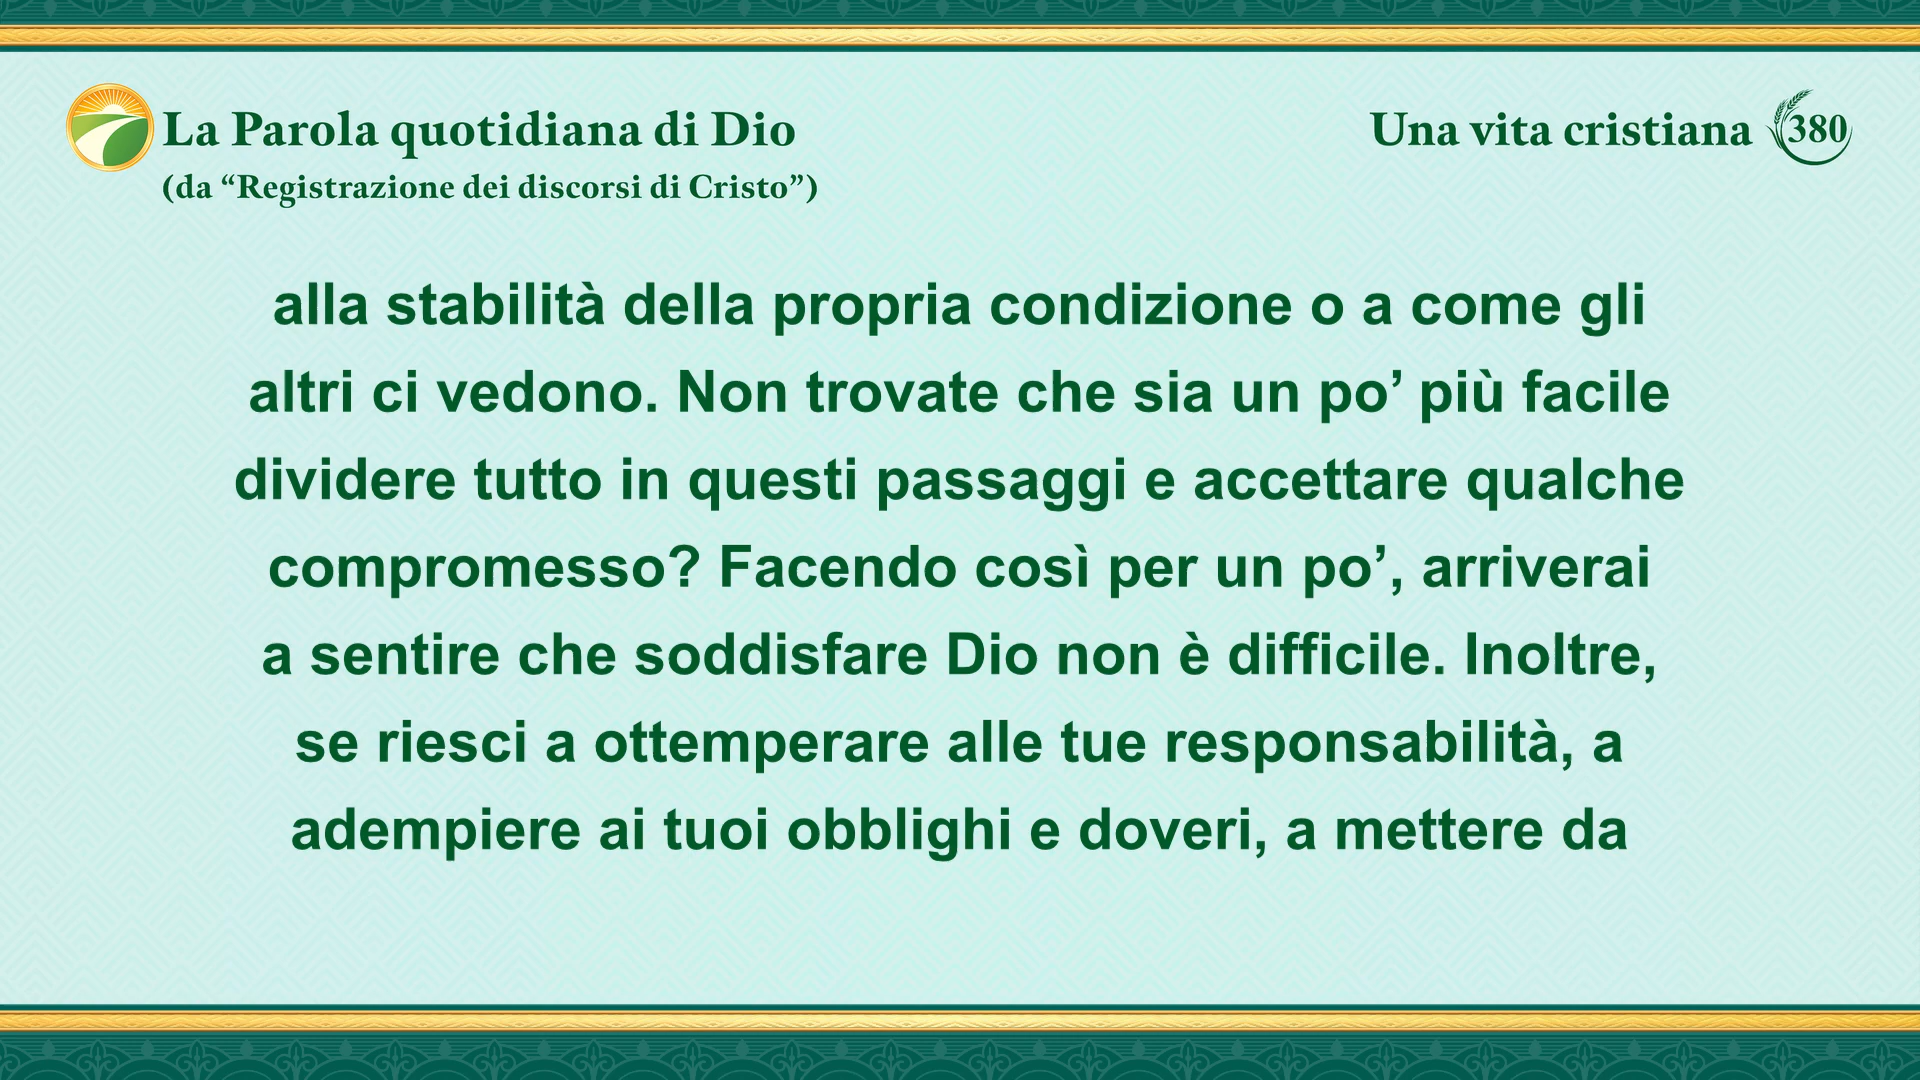 La Parola quotidiana di Dio
(da “Registrazione dei discorsi di Cristo”)
Una vita cristiana 380
alla stabilità della propria condizione o a come gli
altri ci vedono. Non trovate che sia un po’ più facile
dividere tutto in questi passaggi e accettare qualche
compromesso? Facendo così per un po’, arriverai
a sentire che soddisfare Dio non è difficile. Inoltre,
se riesci a ottemperare alle tue responsabilità, a
adempiere ai tuoi obblighi e doveri, a mettere da